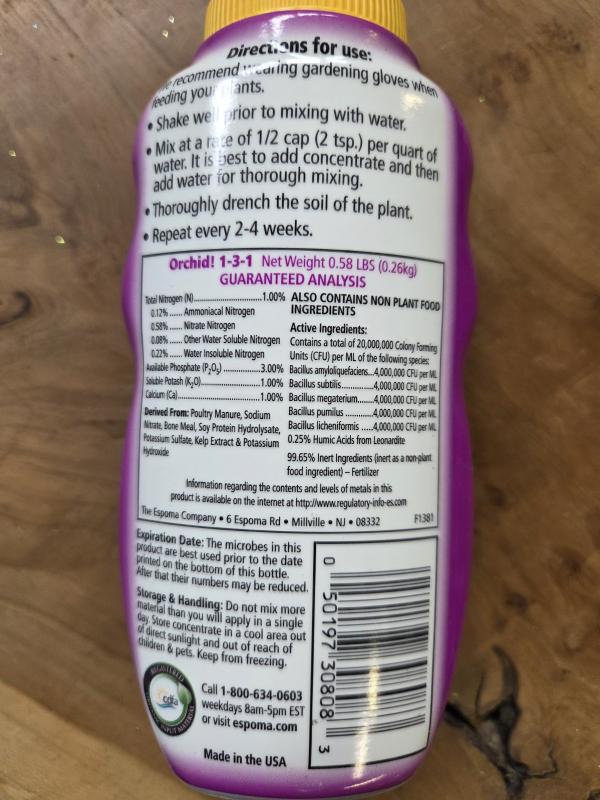 Directions for use:
We recommend wearing gardening gloves when
feeding your plants.
• Shake well prior to mixing with water.
• Mix at a rate of 1/2 cap (2 tsp.) per quart of
water. It is best to add concentrate and then
add water for thorough mixing.
• Thoroughly drench the soil of the plant.
• Repeat every 2-4 weeks.
Orchid! 1-3-1 Net Weight 0.58 LBS (0.26kg)
GUARANTEED ANALYSIS
Total Nitrogen (N)....................1.00%
0.12%...... Ammoniacal Nitrogen
0.58%...... Nitrate Nitrogen
0.08%...... Other Water Soluble Nitrogen
0.22%...... Water Insoluble Nitrogen
Available Phosphate (P₂O₅) ............3.00%
Soluble Potash (K₂O)....................1.00%
Calcium (Ca)..............................1.00%
Derived From: Poultry Manure, Sodium
Nitrate, Bone Meal, Soy Protein Hydrolysate,
Potassium Sulfate, Kelp Extract & Potassium
Hydroxide
ALSO CONTAINS NON PLANT FOOD
INGREDIENTS
Active Ingredients:
Contains a total of 20,000,000 Colony Forming
Units (CFU) per ML of the following species:
Bacillus amyloliquefaciens...4,000,000 CFU per ML
Bacillus subtilis..............4,000,000 CFU per ML
Bacillus megaterium.....4,000,000 CFU per ML
Bacillus pumilus ...........4,000,000 CFU per ML
Bacillus licheniformis .....4,000,000 CFU per ML
0.25% Humic Acids from Leonardite
99.65% Inert Ingredients (inert as a non-plant
food ingredient) – Fertilizer
Information regarding the contents and levels of metals in this
product is available on the internet at http://www.regulatory-info-es.com
The Espoma Company • 6 Espoma Rd • Millville • NJ • 08332 F1381
Expiration Date: The microbes in this
product are best used prior to the date
printed on the bottom of this bottle.
After that their numbers may be reduced.
Storage & Handling: Do not mix more
material than you will apply in a single
day. Store concentrate in a cool area out
of direct sunlight and out of reach of
children & pets. Keep from freezing.
REGISTERED
cdfa
INPUT MATERIAL
Call 1-800-634-0603
weekdays 8am-5pm EST
or visit espoma.com
Made in the USA
0 50197 30808 3